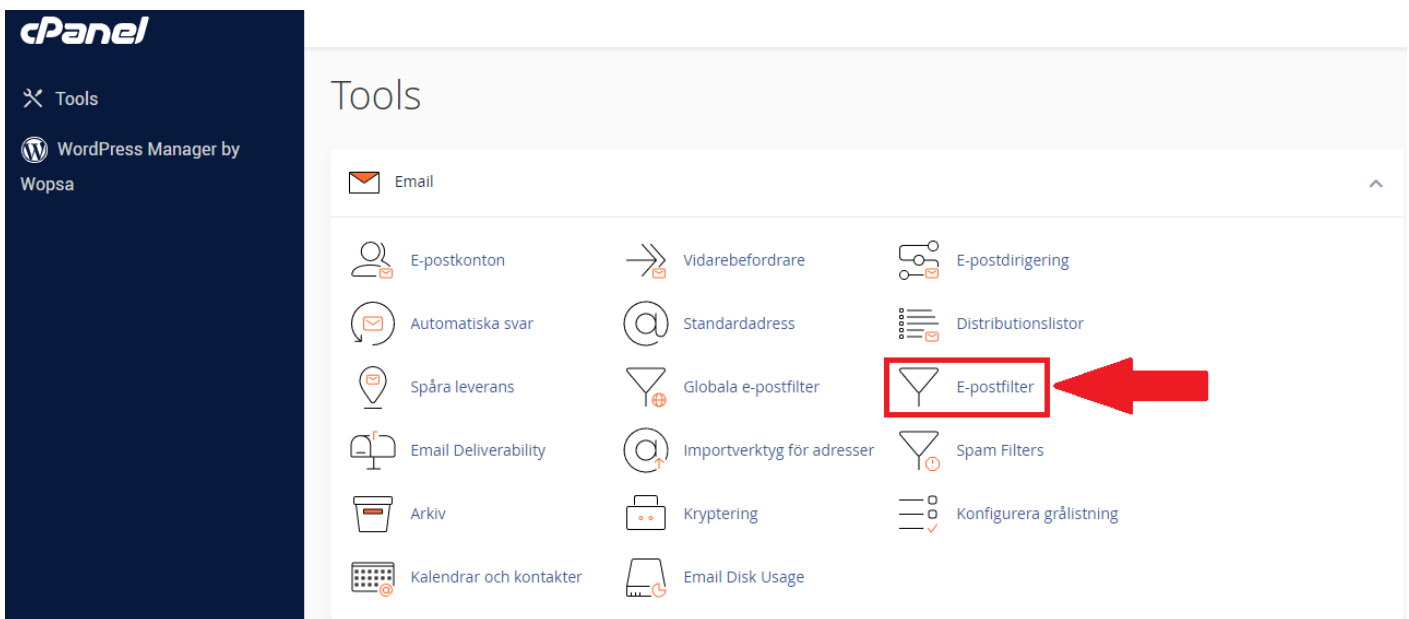 cPanel
Tools
WordPress Manager by
Wopsa
Tools
Email
E-postkonton
Vidarebefordrare
E-postdirigering
Automatiska svar
Standardadress
Distributionslistor
Spåra leverans
Globala e-postfilter
E-postfilter
Email Deliverability
Importverktyg för adresser
Spam Filters
Arkiv
Kryptering
Konfigurera grålistning
Kalendrar och kontakter
Email Disk Usage